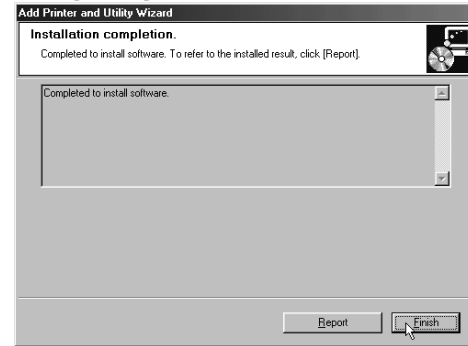 Add Printer and Utility Wizard
Installation completion.
Completed to install software. To refer to the installed result, click [Report].
Completed to install software.
Report
Finish